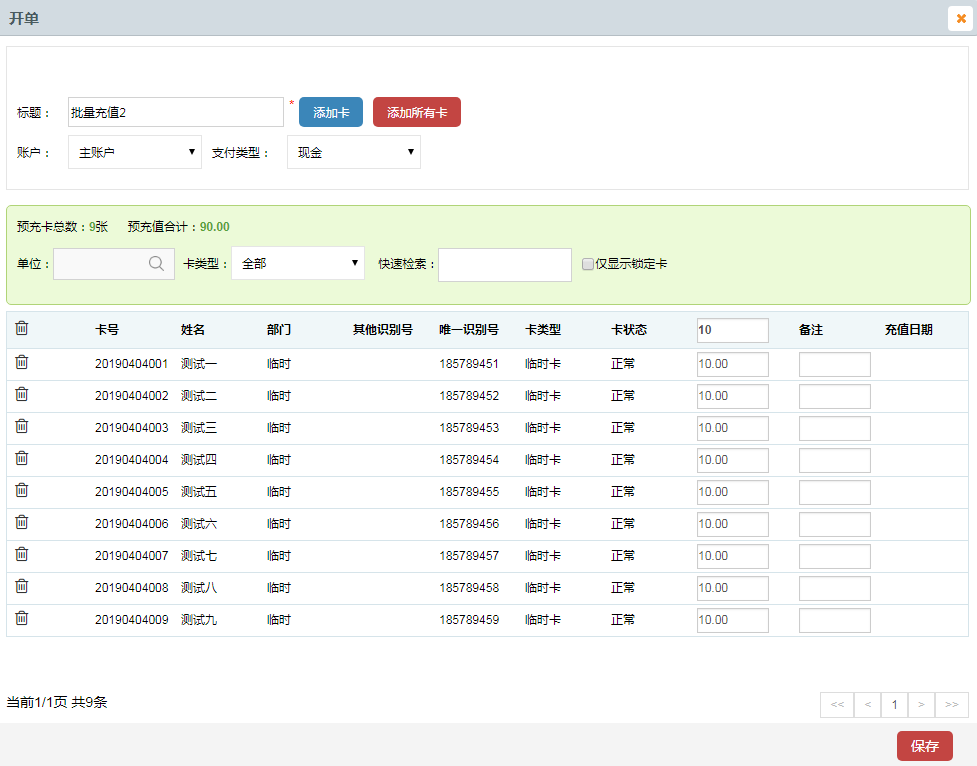 开单
标题： 批量充值2 * 添加卡 添加所有卡
账户： 主账户 支付类型： 现金
预充卡总数：9张 预充值合计：90.00
单位： 卡类型： 全部 快速检索： 仅显示锁定卡
卡号 姓名 部门 其他识别号 唯一识别号 卡类型 卡状态 10 备注 充值日期
20190404001 测试一 临时 185789451 临时卡 正常 10.00
20190404002 测试二 临时 185789452 临时卡 正常 10.00
20190404003 测试三 临时 185789453 临时卡 正常 10.00
20190404004 测试四 临时 185789454 临时卡 正常 10.00
20190404005 测试五 临时 185789455 临时卡 正常 10.00
20190404006 测试六 临时 185789456 临时卡 正常 10.00
20190404007 测试七 临时 185789457 临时卡 正常 10.00
20190404008 测试八 临时 185789458 临时卡 正常 10.00
20190404009 测试九 临时 185789459 临时卡 正常 10.00
当前1/1页 共9条 << < 1 > >>
保存